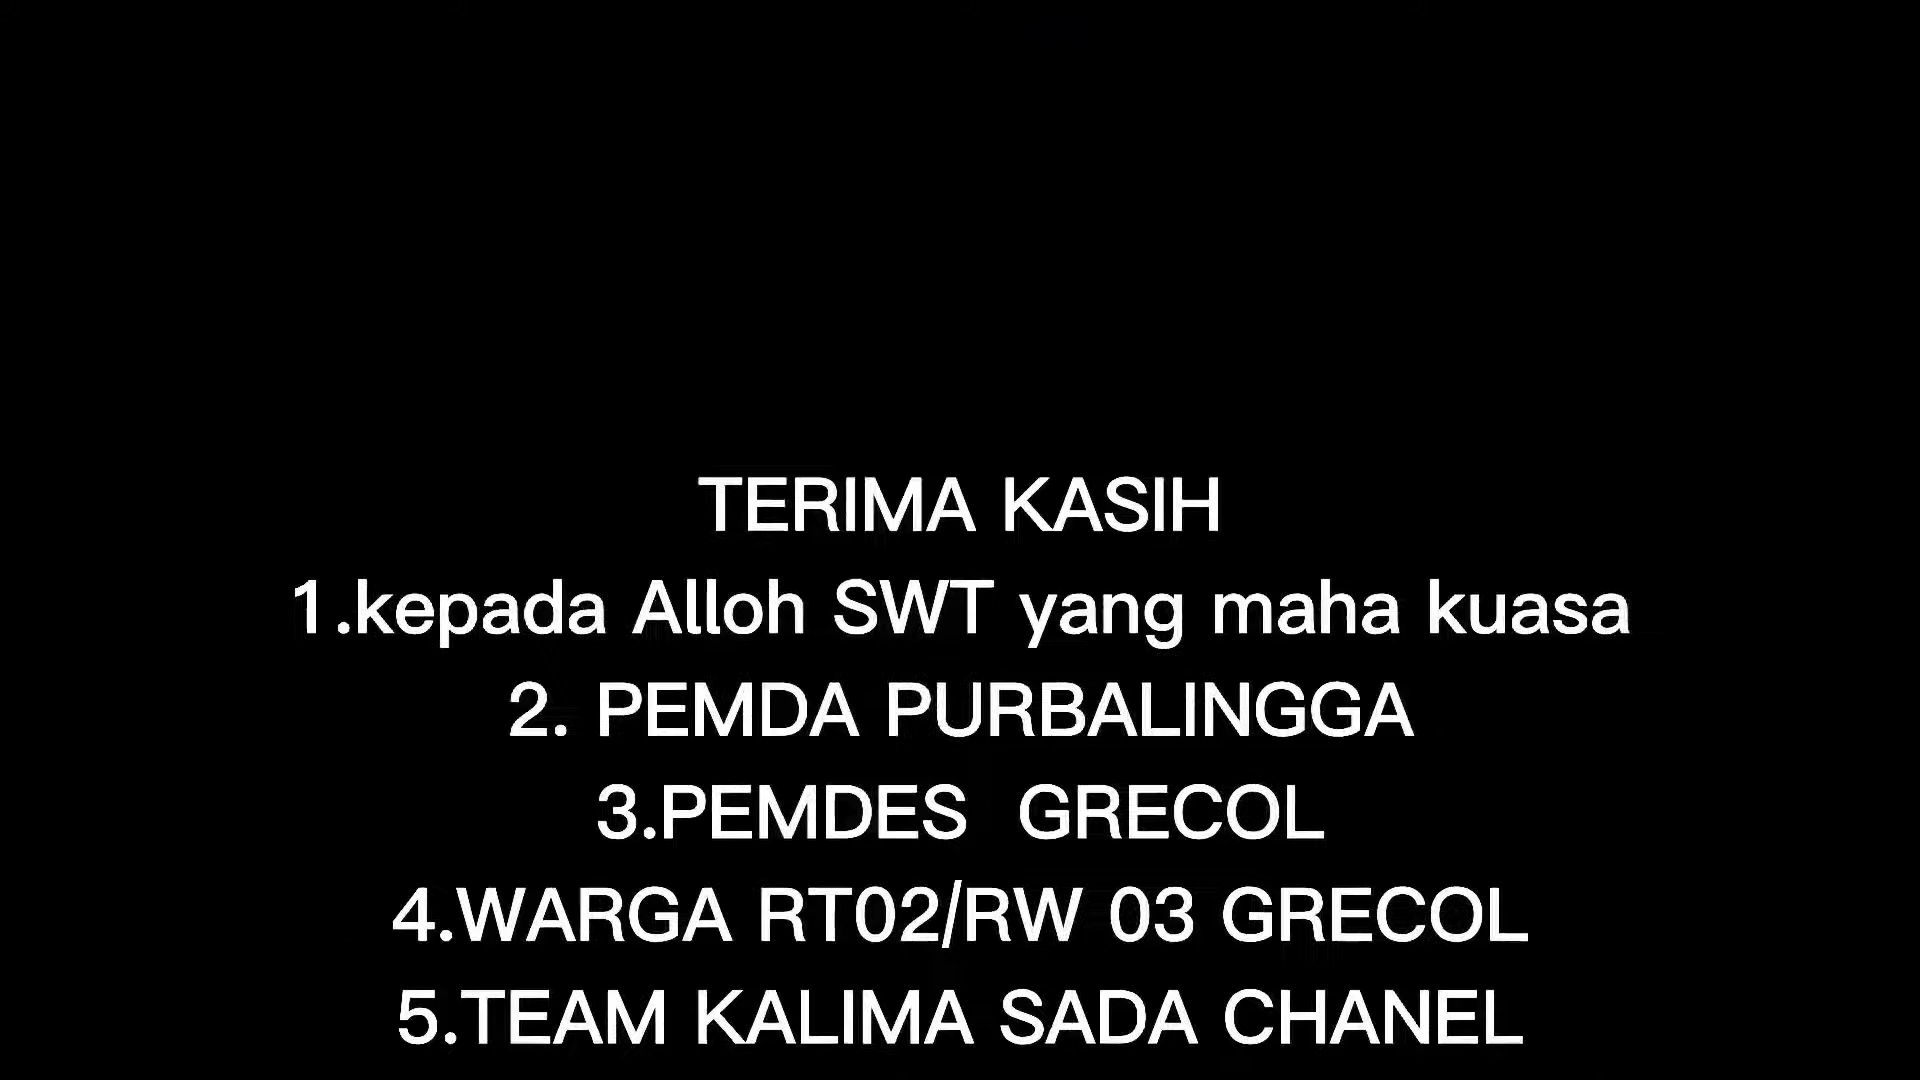 TERIMA KASIH
1.kepada Alloh SWT yang maha kuasa
2. PEMDA PURBALINGGA
3.PEMDES  GRECOL
4.WARGA RT02/RW 03 GRECOL
5.TEAM KALIMA SADA CHANEL